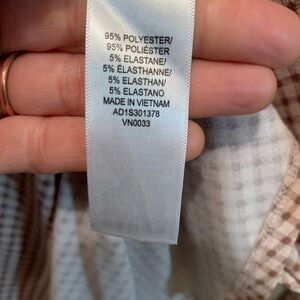 95% POLYESTER/
95% POLIÉSTER
5% ELASTANE/
5% ÉLASTHANNE/
5% ELASTHAN/
5% ELASTANO
MADE IN VIETNAM
AD1S301378
VN0033